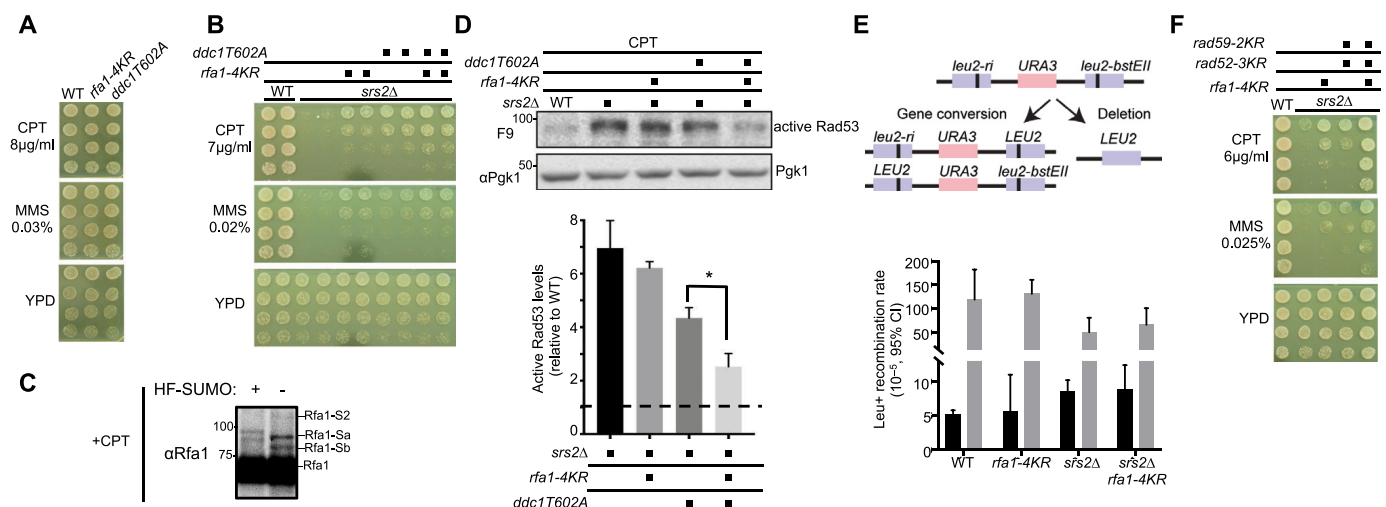 A
WT
rfa1-4KR
ddc1T602A
CPT
8µg/ml
MMS
0.03%
YPD
B
ddc1T602A
rfa1-4KR
WT
srs2Δ
CPT
7µg/ml
MMS
0.02%
YPD
C
HF-SUMO: + -
+CPT
αRfa1
100
75
Rfa1-S2
Rfa1-Sa
Rfa1-Sb
Rfa1
D
CPT
ddc1T602A
rfa1-4KR
srs2Δ WT
100
F9
active Rad53
50
αPgk1
Pgk1
Active Rad53 levels
(relative to WT)
8
6
4
2
0
*
srs2Δ
rfa1-4KR
ddc1T602A
E
leu2-ri URA3 leu2-bstEII
Gene conversion Deletion
leu2-ri URA3 LEU2
LEU2
LEU2 URA3 leu2-bstEII
Leu+ recombination rate
(10⁻⁵, 95% CI)
200
150
100
50
10
5
0
WT
rfa1-4KR
srs2Δ
srs2Δ
rfa1-4KR
F
rad59-2KR
rad52-3KR
rfa1-4KR
WT srs2Δ
CPT
6µg/ml
MMS
0.025%
YPD